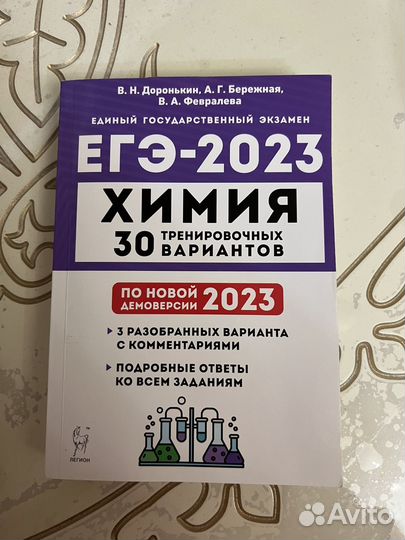 В. Н. Доронькин, А. Г. Бережная,
В. А. Февралева
ЕДИНЫЙ ГОСУДАРСТВЕННЫЙ ЭКЗАМЕН
ЕГЭ-2023
ХИМИЯ
30 ТРЕНИРОВОЧНЫХ
ВАРИАНТОВ
ПО НОВОЙ
ДЕМОВЕРСИИ 2023
3 РАЗОБРАННЫХ ВАРИАНТА
С КОММЕНТАРИЯМИ
ПОДРОБНЫЕ ОТВЕТЫ
КО ВСЕМ ЗАДАНИЯМ
ЛЕГИОН
Avito